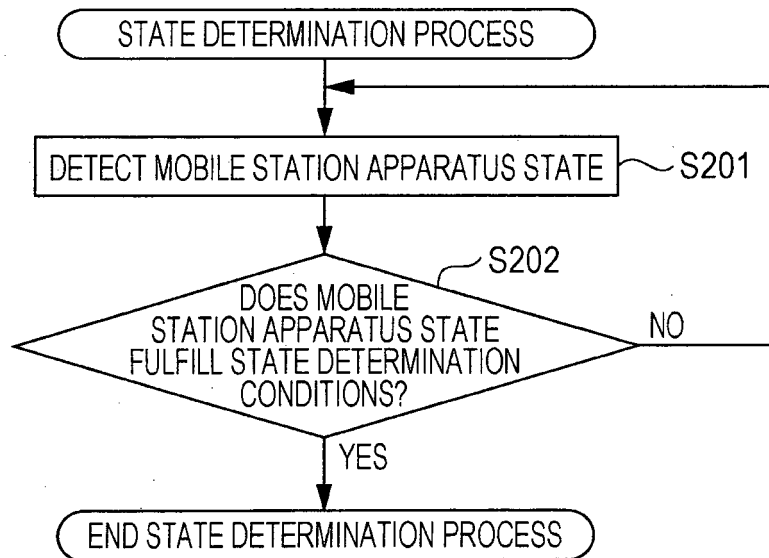 STATE DETERMINATION PROCESS
DETECT MOBILE STATION APPARATUS STATE
S201
S202
DOES MOBILE
STATION APPARATUS STATE
FULFILL STATE DETERMINATION
CONDITIONS?
NO
YES
END STATE DETERMINATION PROCESS